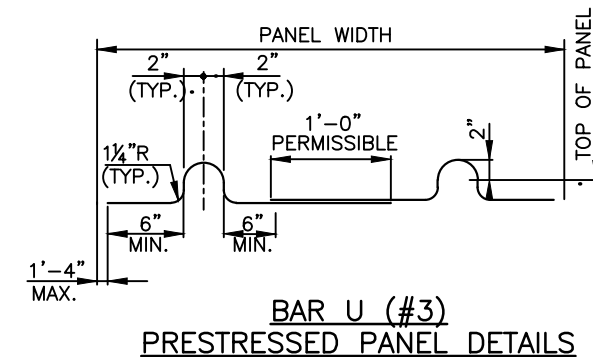 PANEL WIDTH
2"
(TYP.)
2"
(TYP.)
1'-0"
PERMISSIBLE
2"
TOP OF PANEL
1¼"R
(TYP.)
6"
MIN.
6"
MIN.
1'-4"
MAX.
BAR U (#3)
PRESTRESSED PANEL DETAILS